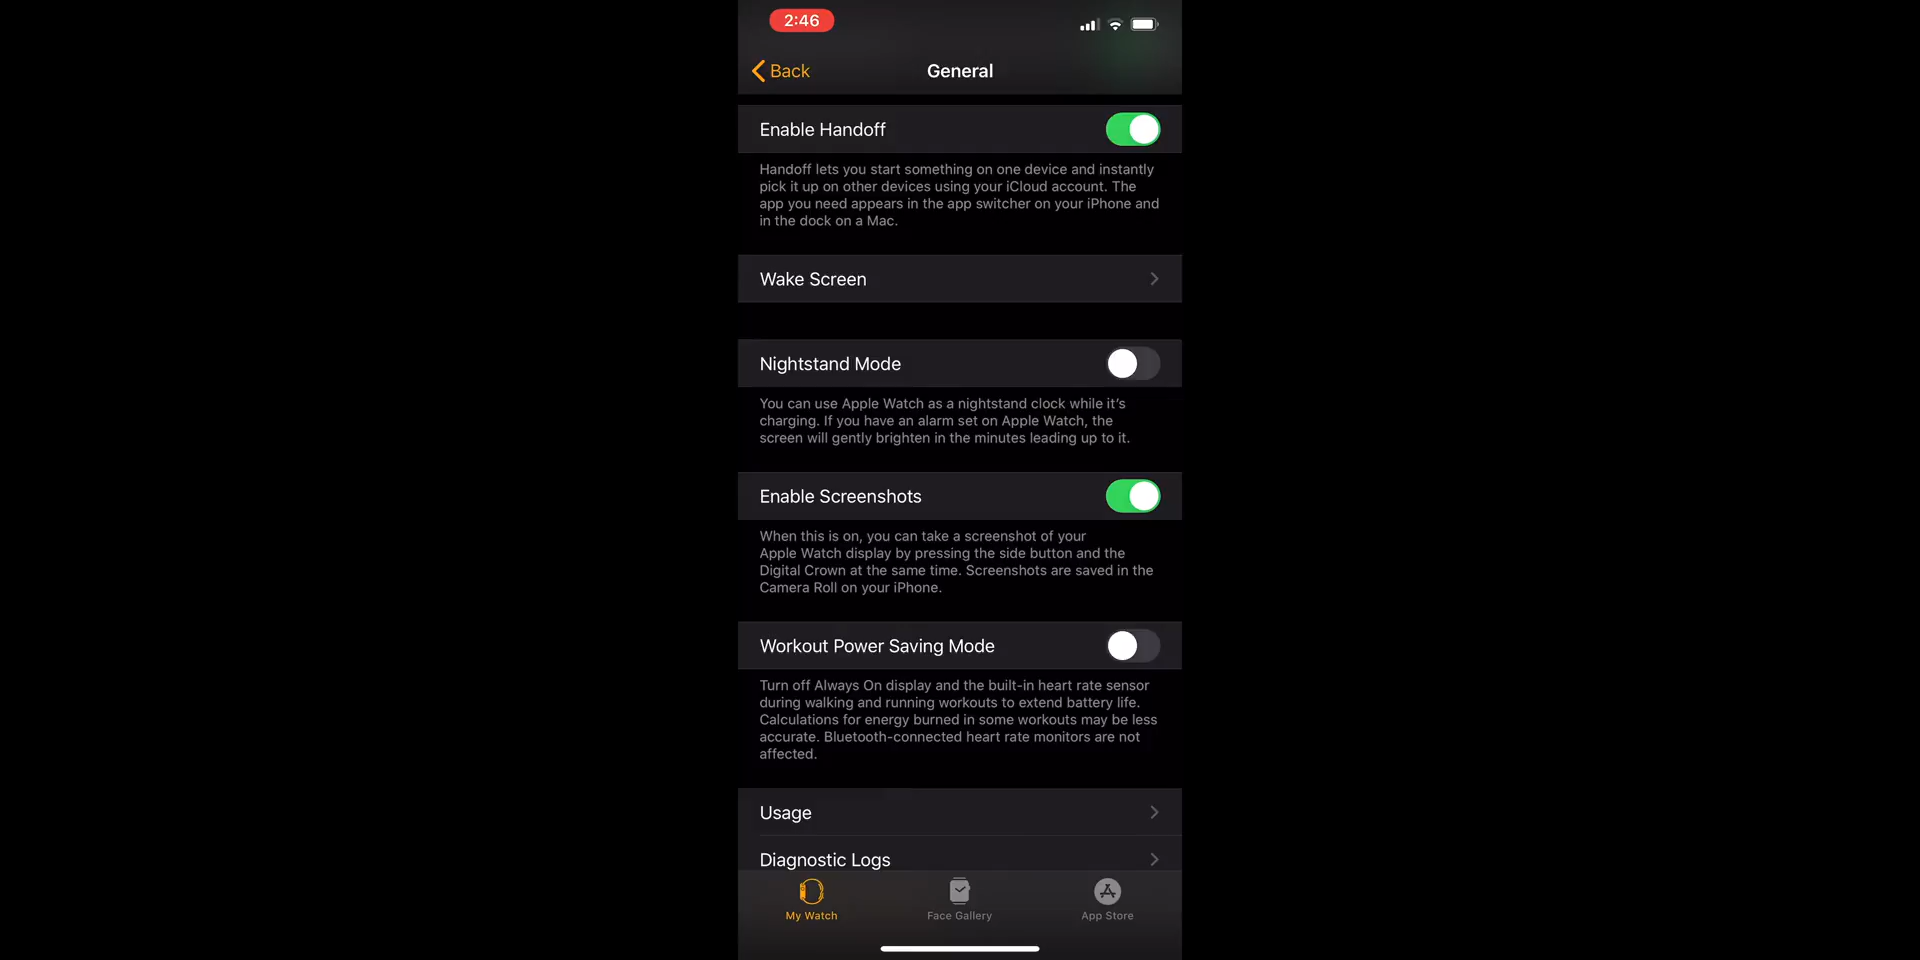 2:46
Back
General
Enable Handoff
Handoff lets you start something on one device and instantly
pick it up on other devices using your iCloud account. The
app you need appears in the app switcher on your iPhone and
in the dock on a Mac.
Wake Screen
Nightstand Mode
You can use Apple Watch as a nightstand clock while it’s
charging. If you have an alarm set on Apple Watch, the
screen will gently brighten in the minutes leading up to it.
Enable Screenshots
When this is on, you can take a screenshot of your
Apple Watch display by pressing the side button and the
Digital Crown at the same time. Screenshots are saved in the
Camera Roll on your iPhone.
Workout Power Saving Mode
Turn off Always On display and the built-in heart rate sensor
during walking and running workouts to extend battery life.
Calculations for energy burned in some workouts may be less
accurate. Bluetooth-connected heart rate monitors are not
affected.
Usage
Diagnostic Logs
My Watch
Face Gallery
App Store